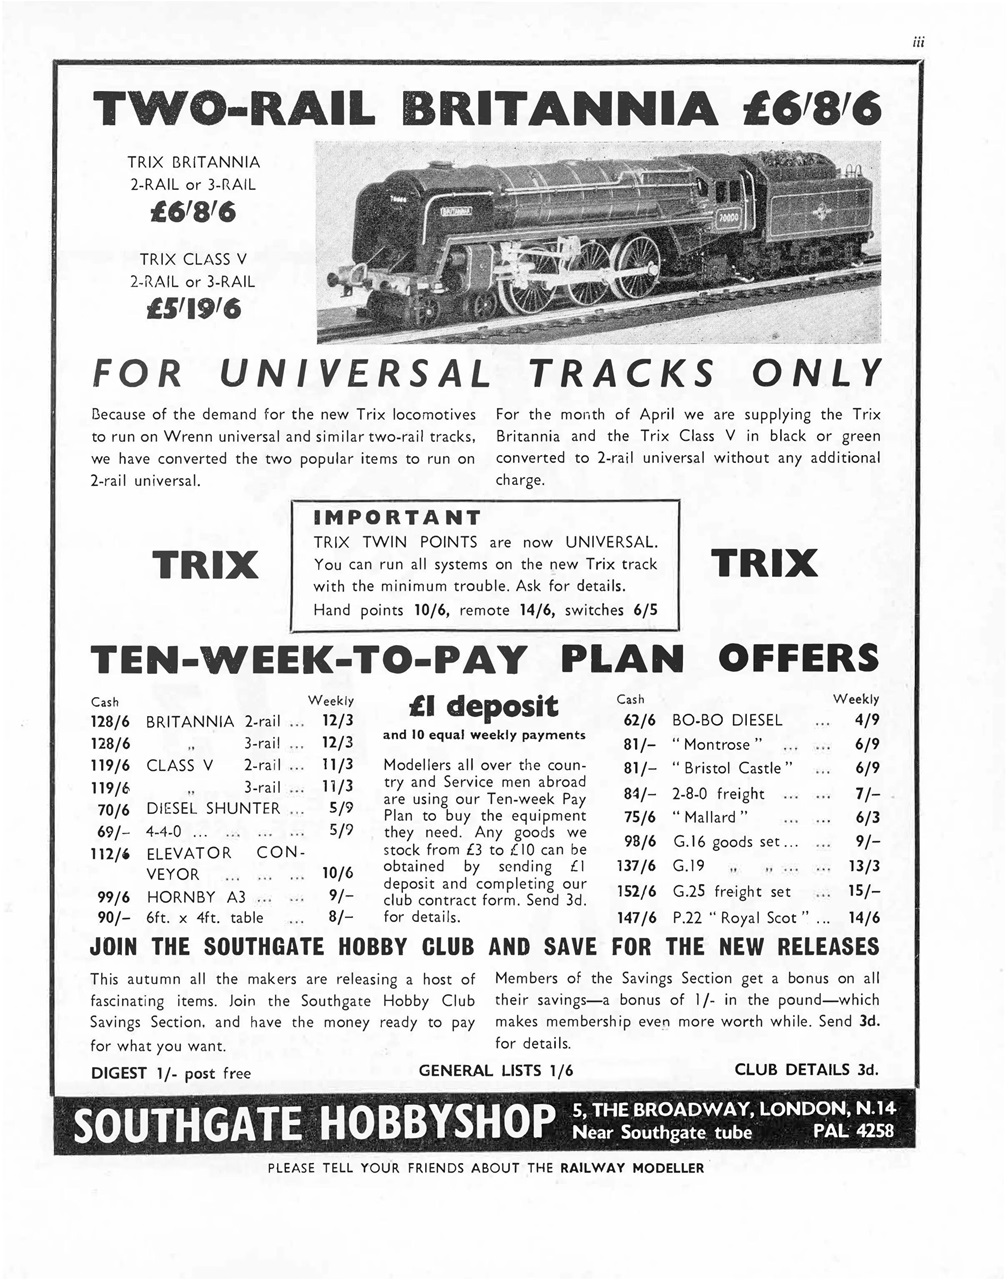 iii
TWO-RAIL BRITANNIA £6/8/6
TRIX BRITANNIA
2-RAIL or 3-RAIL
£6/8/6
TRIX CLASS V
2-RAIL or 3-RAIL
£5/19/6
70000
BRITANNIA
70000
FOR UNIVERSAL TRACKS ONLY
Because of the demand for the new Trix locomotives
to run on Wrenn universal and similar two-rail tracks,
we have converted the two popular items to run on
2-rail universal.
For the month of April we are supplying the Trix
Britannia and the Trix Class V in black or green
converted to 2-rail universal without any additional
charge.
TRIX
IMPORTANT
TRIX TWIN POINTS are now UNIVERSAL.
You can run all systems on the new Trix track
with the minimum trouble. Ask for details.
Hand points 10/6, remote 14/6, switches 6/5
TRIX
TEN-WEEK-TO-PAY PLAN OFFERS
Cash Weekly
128/6 BRITANNIA 2-rail ... 12/3
128/6 " 3-rail ... 12/3
119/6 CLASS V 2-rail ... 11/3
119/6 " 3-rail ... 11/3
70/6 DIESEL SHUNTER ... 5/9
69/- 4-4-0 ... ... ... ... 5/9
112/6 ELEVATOR CON-
VEYOR ... ... ... 10/6
99/6 HORNBY A3 ... ... 9/-
90/- 6ft. x 4ft. table ... 8/-
£1 deposit
and 10 equal weekly payments
Modellers all over the coun-
try and Service men abroad
are using our Ten-week Pay
Plan to buy the equipment
they need. Any goods we
stock from £3 to £10 can be
obtained by sending £1
deposit and completing our
club contract form. Send 3d.
for details.
Cash Weekly
62/6 BO-BO DIESEL ... 4/9
81/- "Montrose" ... ... 6/9
81/- "Bristol Castle" ... 6/9
84/- 2-8-0 freight ... ... 7/-
75/6 "Mallard" ... ... 6/3
98/6 G.16 goods set... ... 9/-
137/6 G.19 " " ... ... 13/3
152/6 G.25 freight set ... 15/-
147/6 P.22 "Royal Scot" ... 14/6
JOIN THE SOUTHGATE HOBBY CLUB AND SAVE FOR THE NEW RELEASES
This autumn all the makers are releasing a host of
fascinating items. Join the Southgate Hobby Club
Savings Section, and have the money ready to pay
for what you want.
Members of the Savings Section get a bonus on all
their savings—a bonus of 1/- in the pound—which
makes membership even more worth while. Send 3d.
for details.
DIGEST 1/- post free GENERAL LISTS 1/6 CLUB DETAILS 3d.
SOUTHGATE HOBBYSHOP
5, THE BROADWAY, LONDON, N.14
Near Southgate tube PAL 4258
PLEASE TELL YOUR FRIENDS ABOUT THE RAILWAY MODELLER